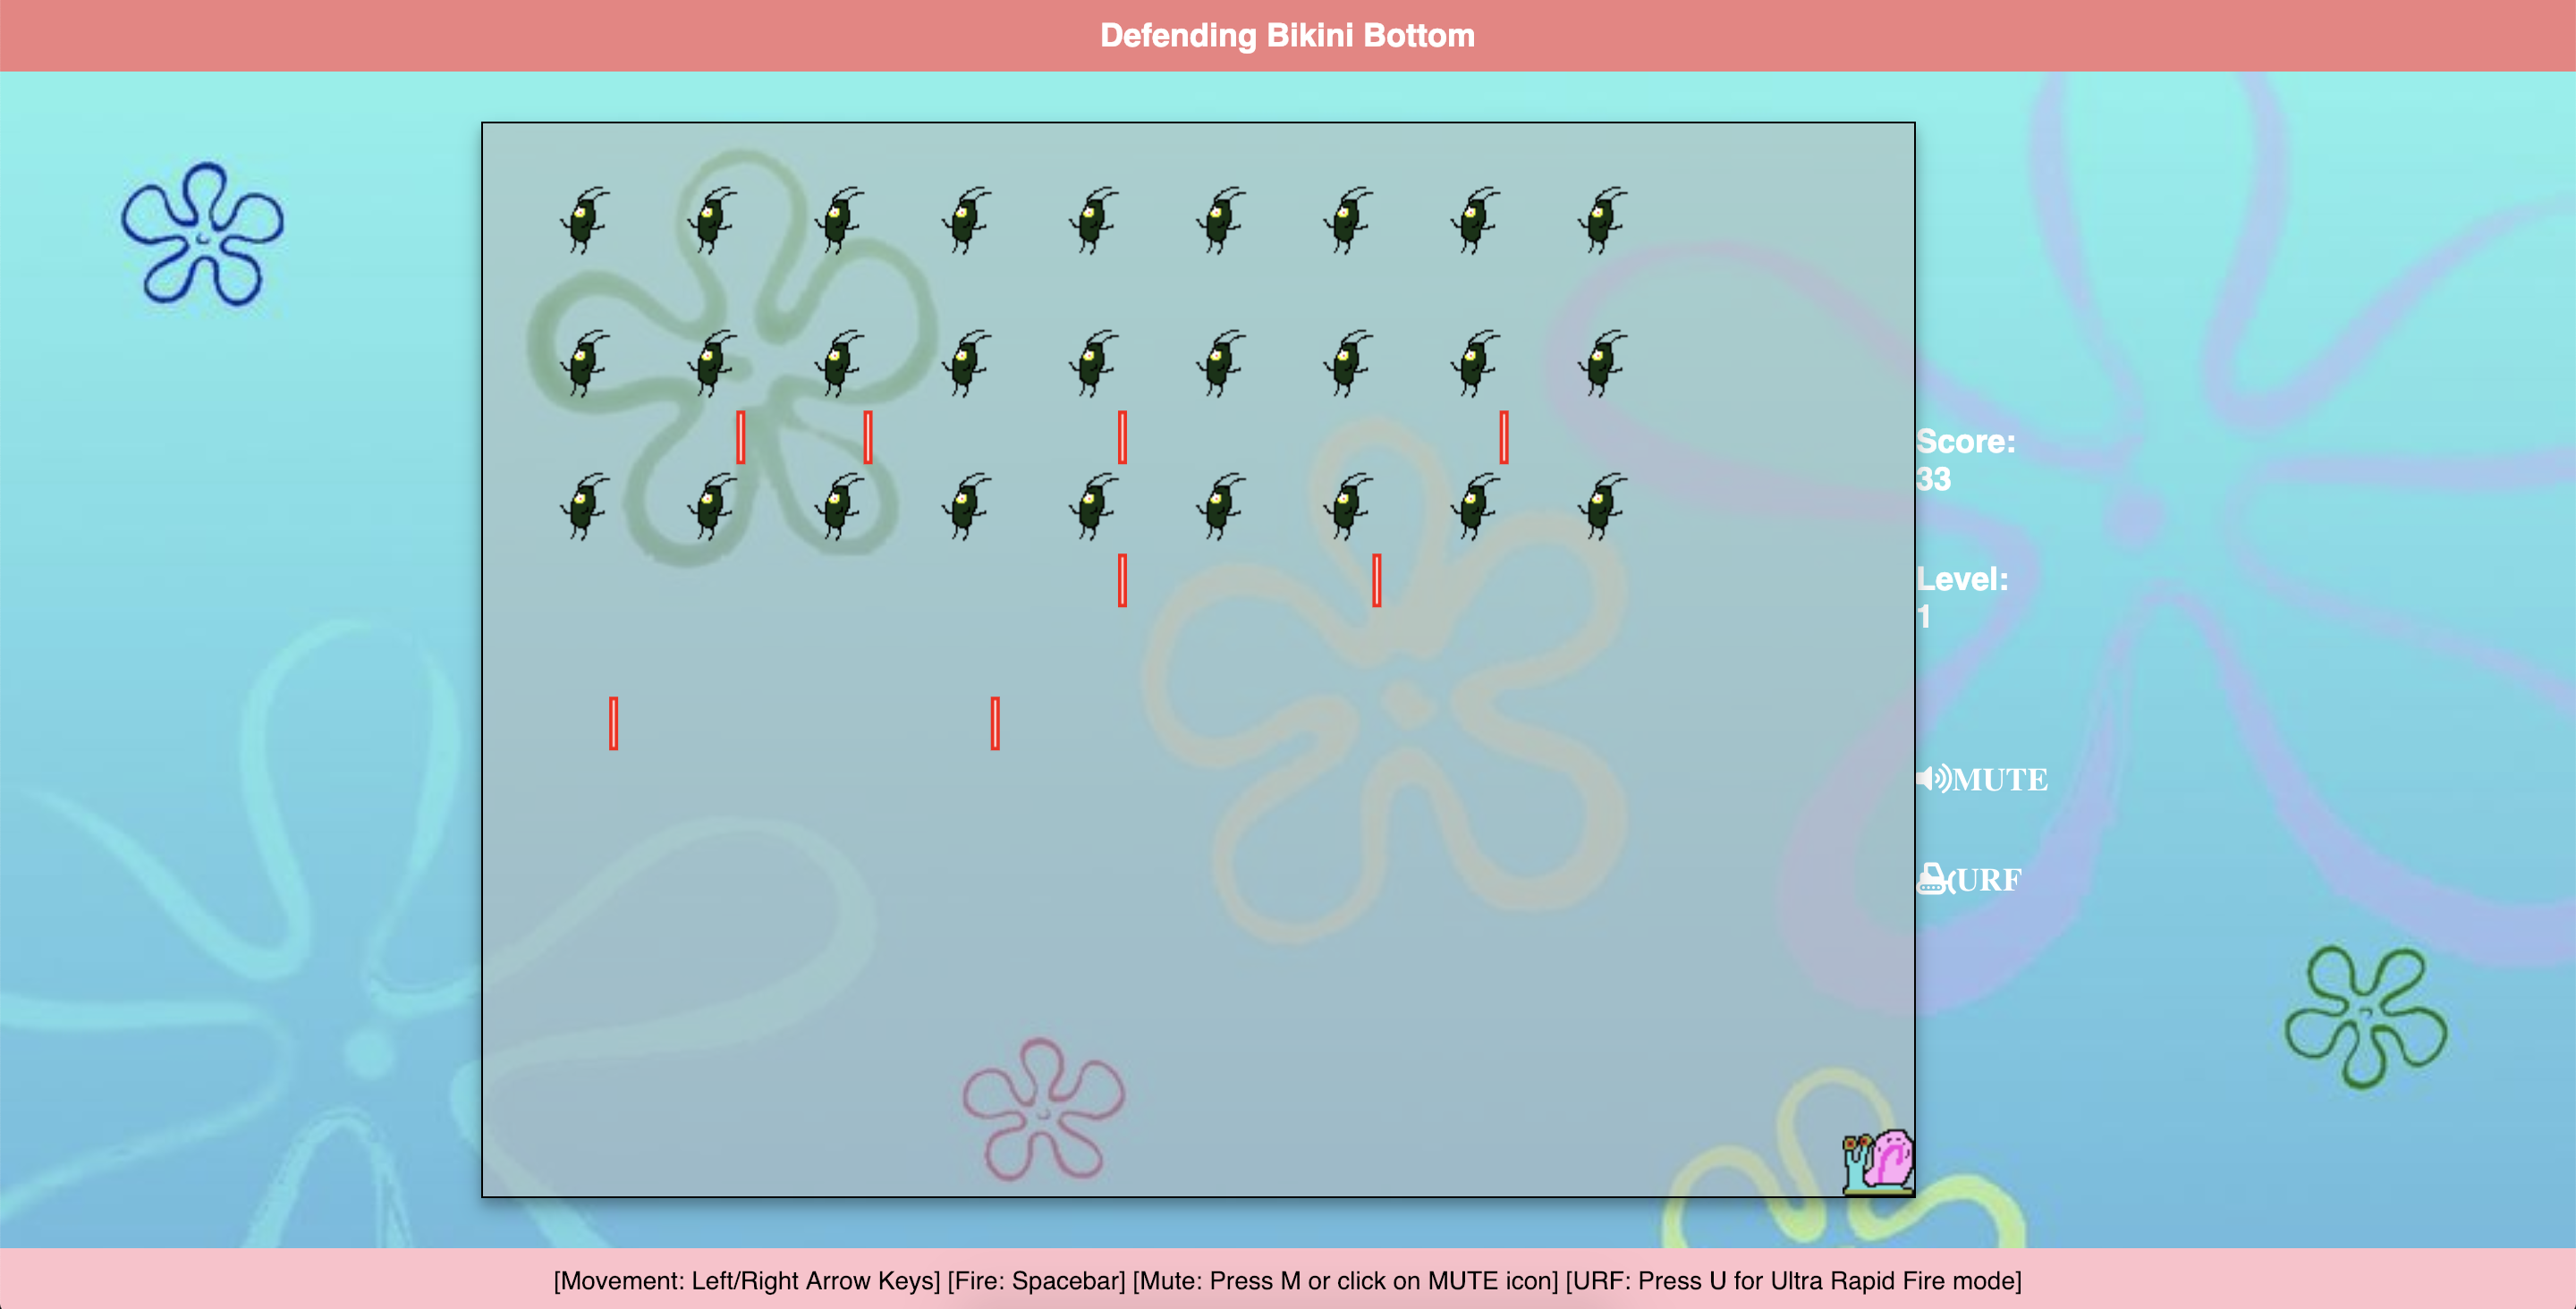 Defending Bikini Bottom
Score:
33
Level:
1
MUTE
URF
[Movement: Left/Right Arrow Keys] [Fire: Spacebar] [Mute: Press M or click on MUTE icon] [URF: Press U for Ultra Rapid Fire mode]